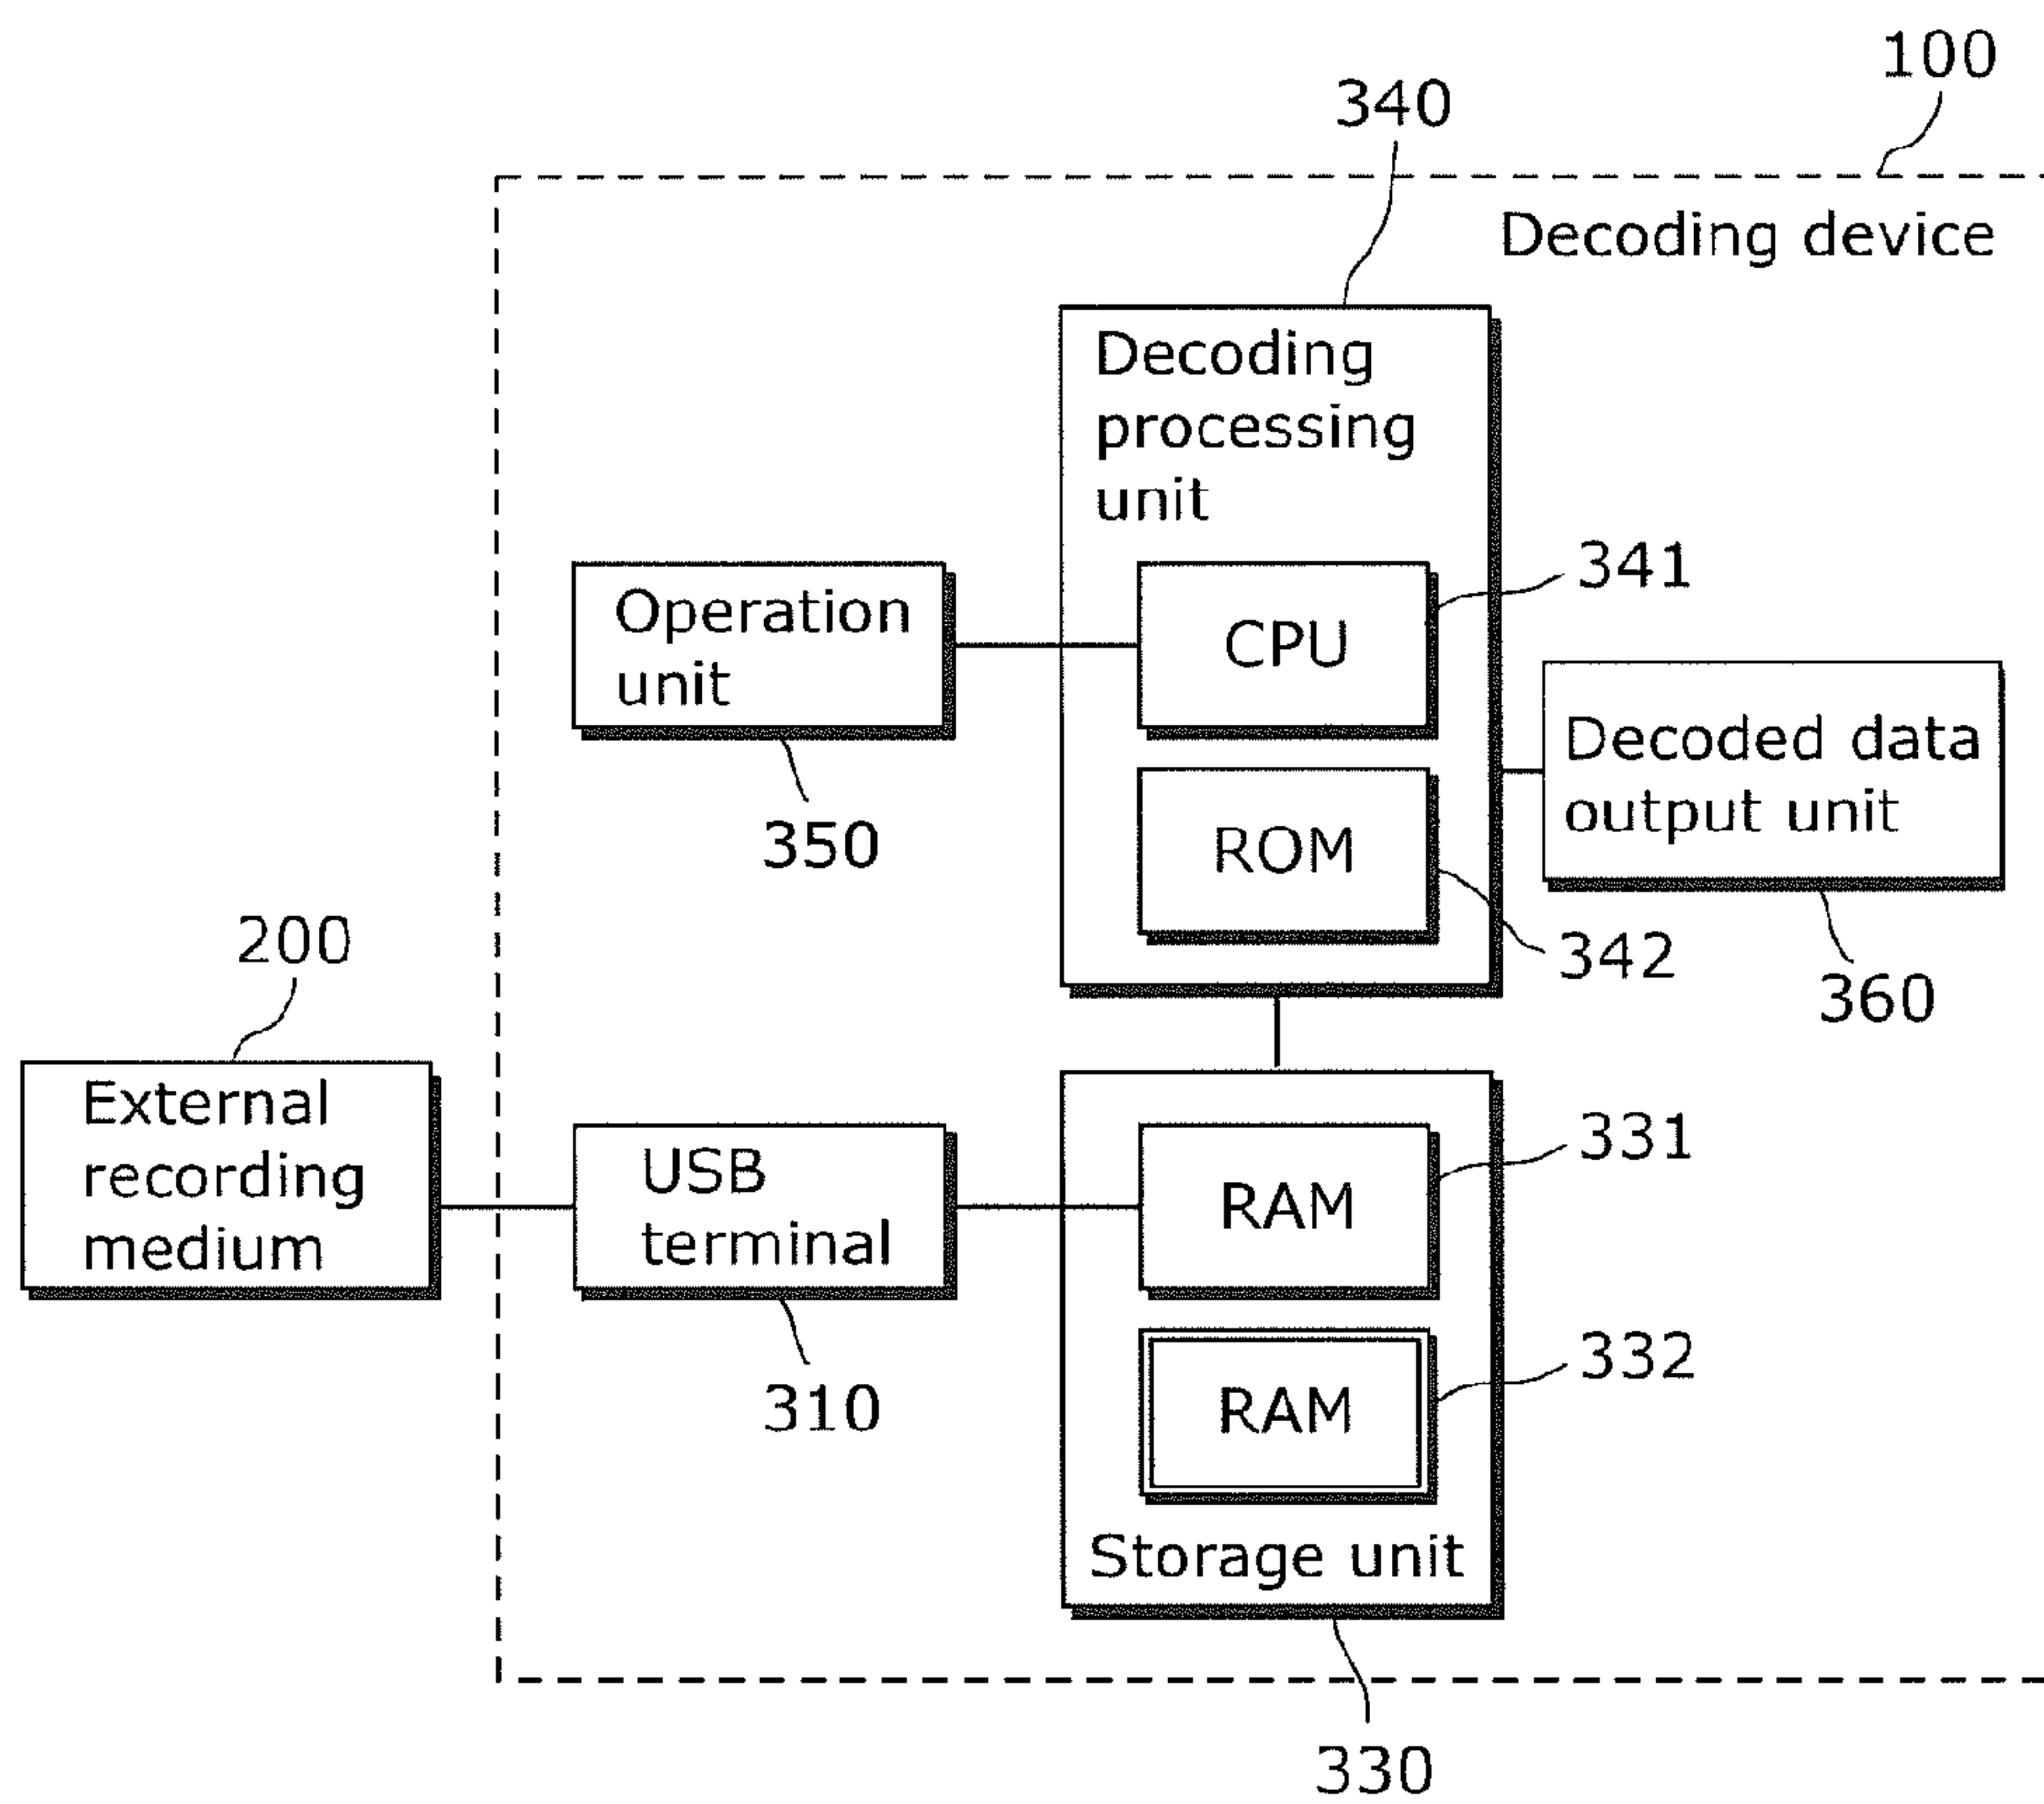 100
340
Decoding device
Decoding
processing
unit
341
Operation
unit
CPU
Decoded data
output unit
350
ROM
342
360
200
External
recording
medium
USB
terminal
331
RAM
310
332
RAM
Storage unit
330